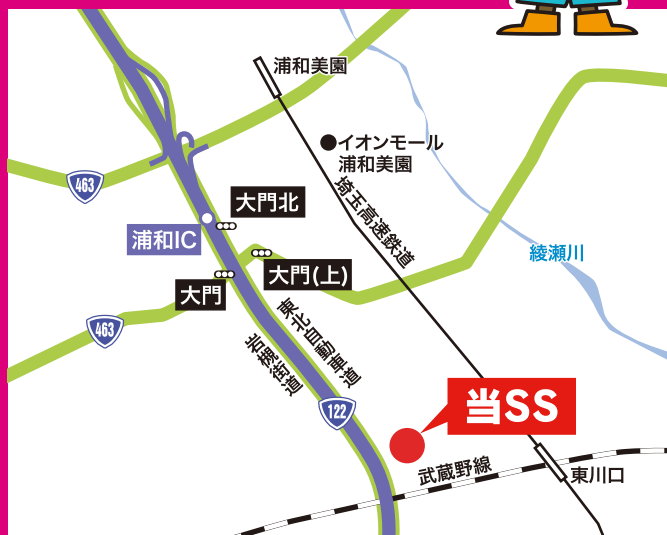 浦和美園
イオンモール
浦和美園
463
大門北
埼玉高速鉄道
浦和IC
綾瀬川
大門(上)
大門
東北自動車道
463
岩槻街道
122
当SS
武蔵野線
東川口